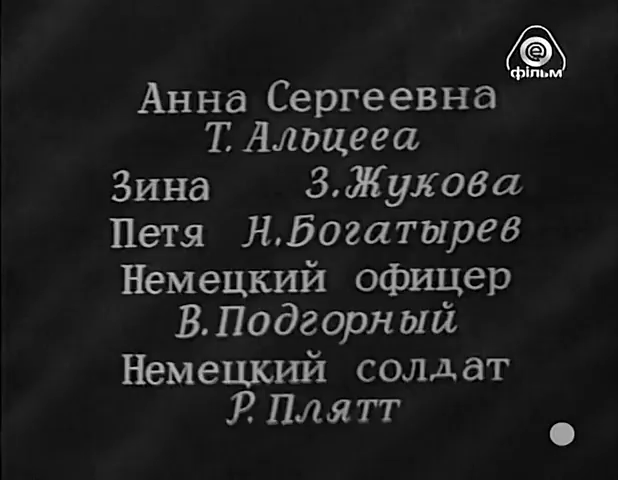 e
фільм
Анна Сергеевна
Т. Альцееа
Зина З. Жукова
Петя Н. Богатырев
Немецкий офицер
В. Подгорный
Немецкий солдат
Р. Плятт